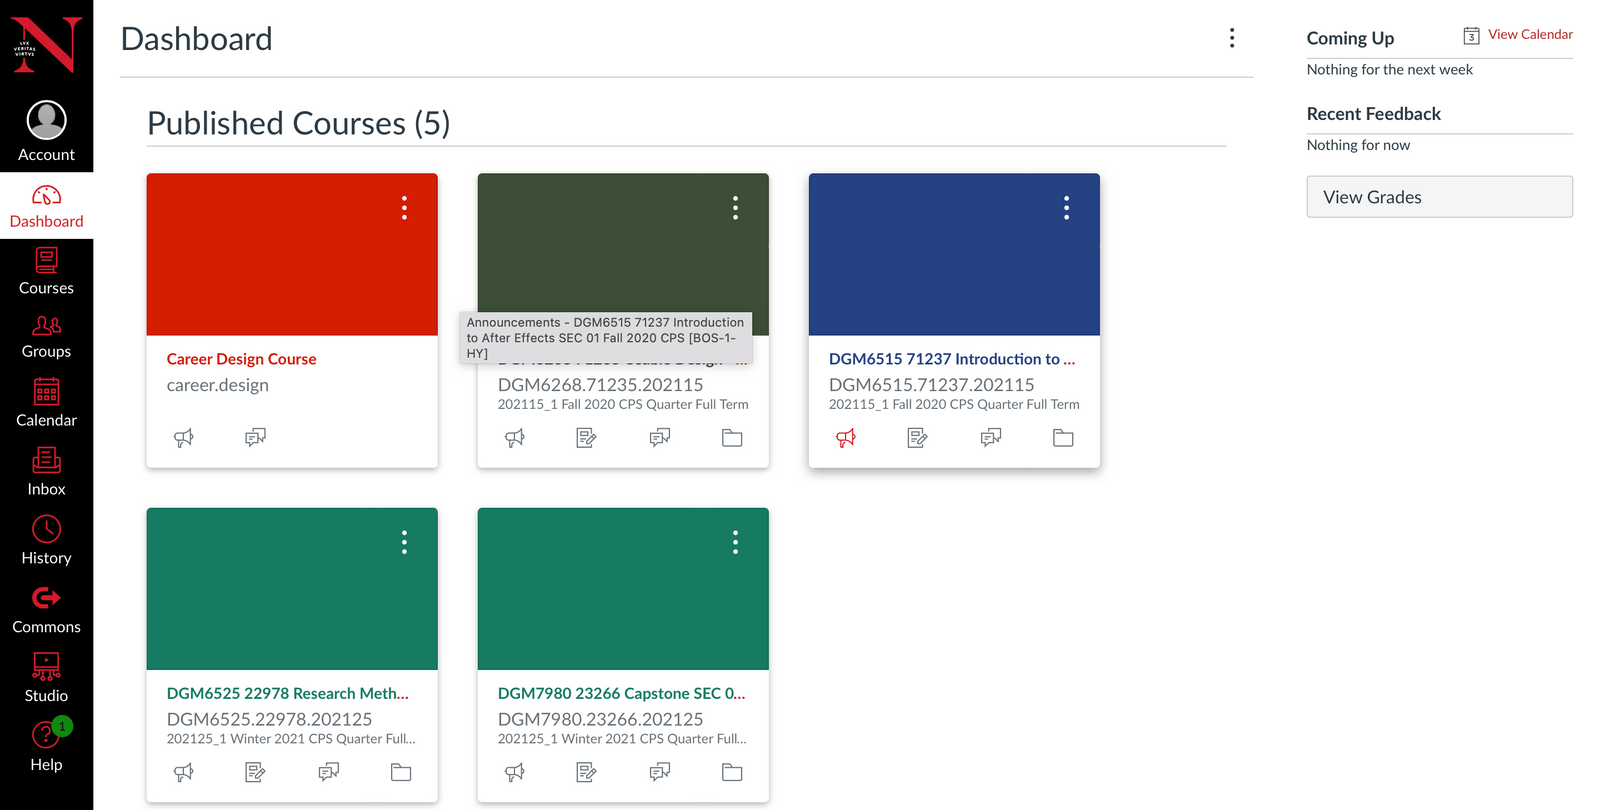 LVX
VERITAS
VIRTVS
Account
Dashboard
Courses
Groups
Calendar
Inbox
History
Commons
Studio
1
Help
Dashboard
Published Courses (5)
Career Design Course
career.design
Announcements - DGM6515 71237 Introduction
to After Effects SEC 01 Fall 2020 CPS [BOS-1-
HY]
DGM6268.71235.202115
202115_1 Fall 2020 CPS Quarter Full Term
DGM6515 71237 Introduction to ...
DGM6515.71237.202115
202115_1 Fall 2020 CPS Quarter Full Term
DGM6525 22978 Research Meth...
DGM6525.22978.202125
202125_1 Winter 2021 CPS Quarter Full...
DGM7980 23266 Capstone SEC 0...
DGM7980.23266.202125
202125_1 Winter 2021 CPS Quarter Full...
Coming Up
3
View Calendar
Nothing for the next week
Recent Feedback
Nothing for now
View Grades